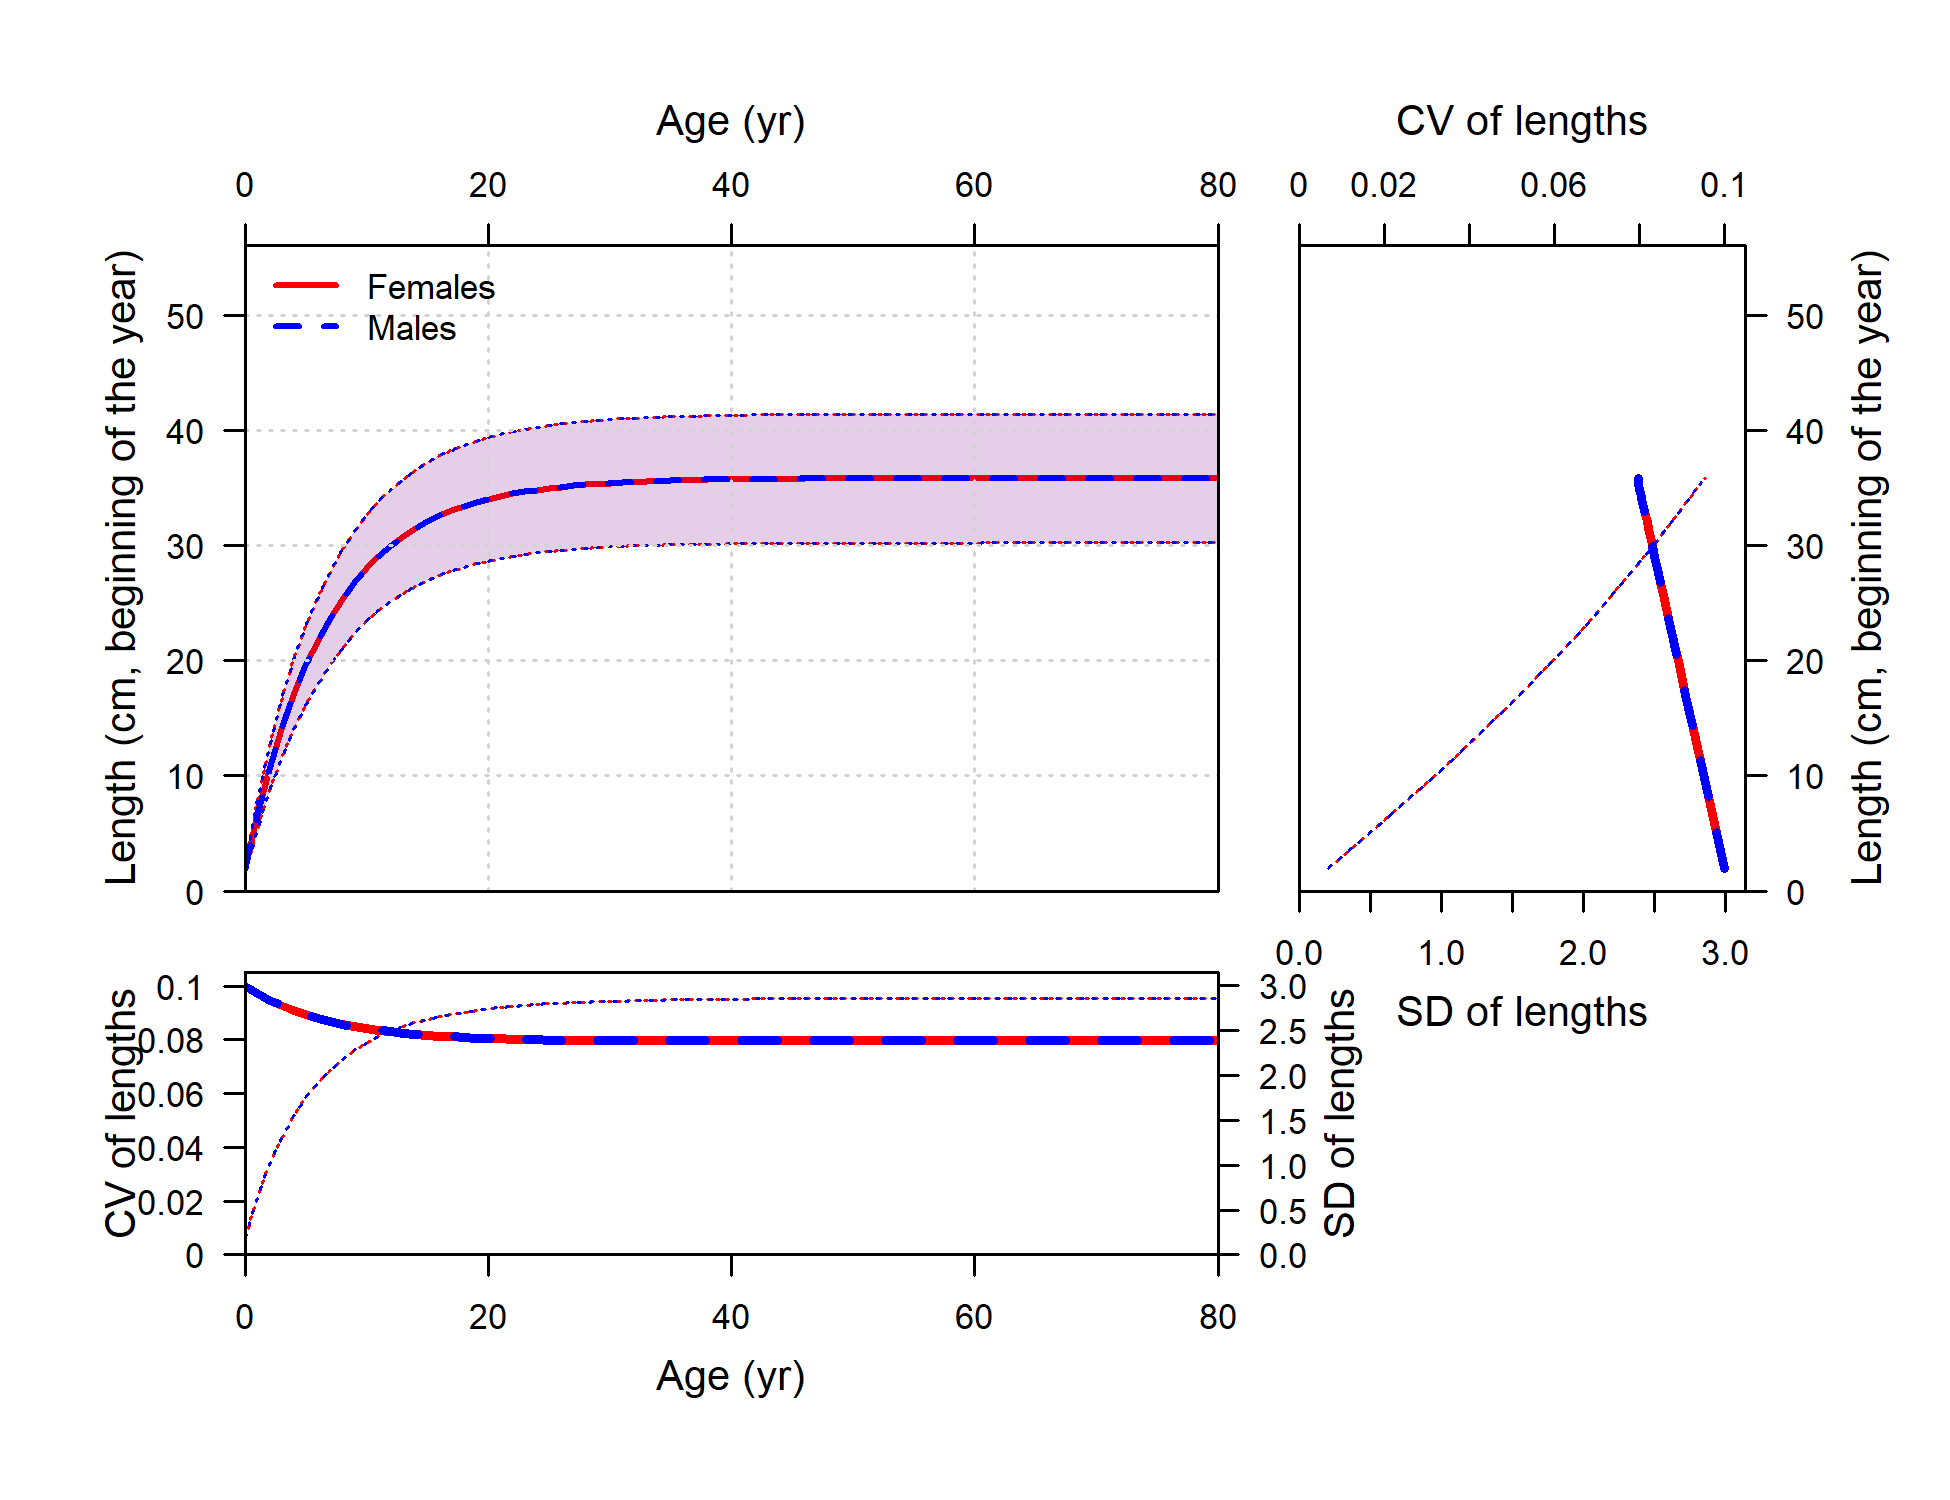 Age (yr)
CV of lengths
0 20 40 60 80
0 0.02 0.06 0.1
Length (cm, beginning of the year)
50
40
30
20
10
0
Females
Males
50
40
30
20
10
0
Length (cm, beginning of the year)
0.0 1.0 2.0 3.0
SD of lengths
CV of lengths
0.1
0.08
0.06
0.04
0.02
0
3.0
2.5
2.0
1.5
1.0
0.5
0.0
SD of lengths
0 20 40 60 80
Age (yr)